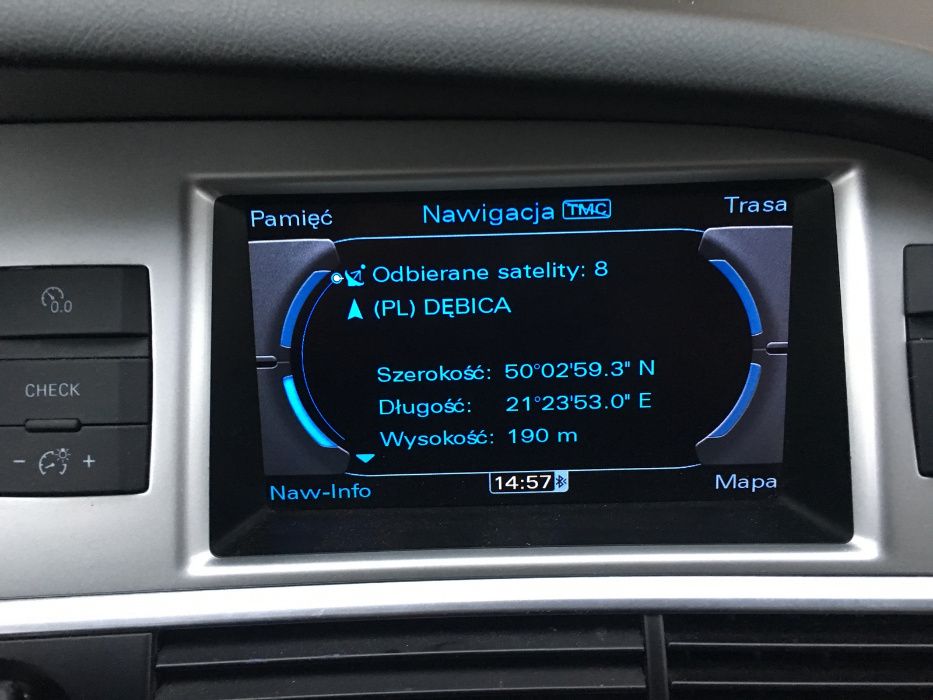 Pamięć Nawigacja TMC Trasa
Odbierane satelity: 8
(PL) DĘBICA
Szerokość: 50°02'59.3" N
Długość: 21°23'53.0" E
Wysokość: 190 m
Naw-Info 14:57 Mapa
0.0
CHECK
- +